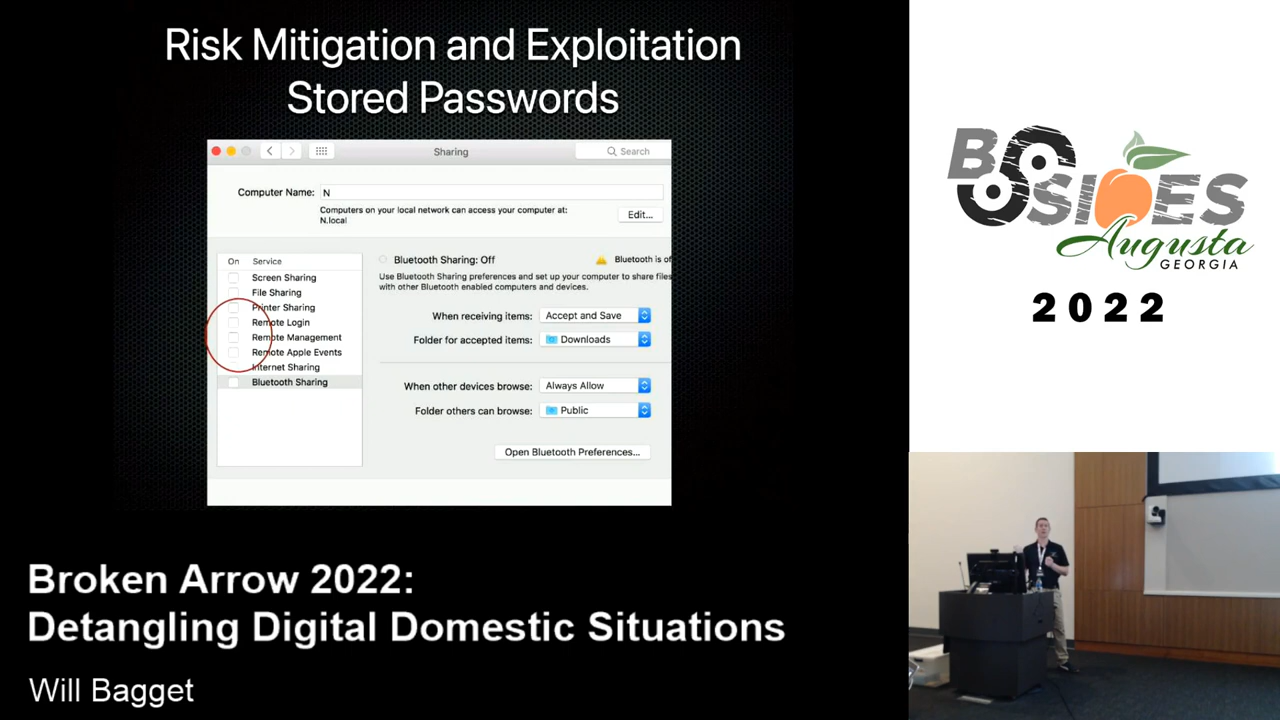 Risk Mitigation and Exploitation
Stored Passwords
Sharing
Search
Computer Name:
N
Computers on your local network can access your computer at:
N.local
Edit...
On
Service
Screen Sharing
File Sharing
Printer Sharing
Remote Login
Remote Management
Remote Apple Events
Internet Sharing
Bluetooth Sharing
Bluetooth Sharing: Off
Bluetooth is of
Use Bluetooth Sharing preferences and set up your computer to share files
with other Bluetooth enabled computers and devices.
When receiving items:
Accept and Save
Folder for accepted items:
Downloads
When other devices browse:
Always Allow
Folder others can browse:
Public
Open Bluetooth Preferences...
BSIDES
Augusta
GEORGIA
2022
Broken Arrow 2022:
Detangling Digital Domestic Situations
Will Bagget